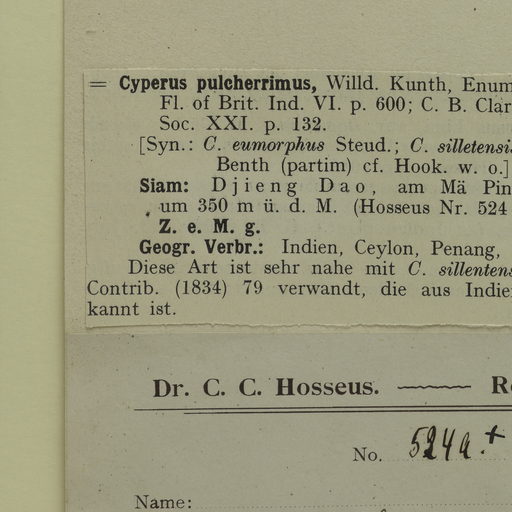 = Cyperus pulcherrimus, Willd. Kunth, Enum
Fl. of Brit. Ind. VI. p. 600; C. B. Clar
Soc. XXI. p. 132.
[Syn.: C. eumorphus Steud.; C. silletensis
Benth (partim) cf. Hook. w. o.]
Siam: Djieng Dao, am Mä Pin
um 350 m ü. d. M. (Hosseus Nr. 524
Z. e. M. g.
Geogr. Verbr.: Indien, Ceylon, Penang,
Diese Art ist sehr nahe mit C. sillentens
Contrib. (1834) 79 verwandt, die aus Indie
kannt ist.
Dr. C. C. Hosseus. — R
No. 524a.+
Name: